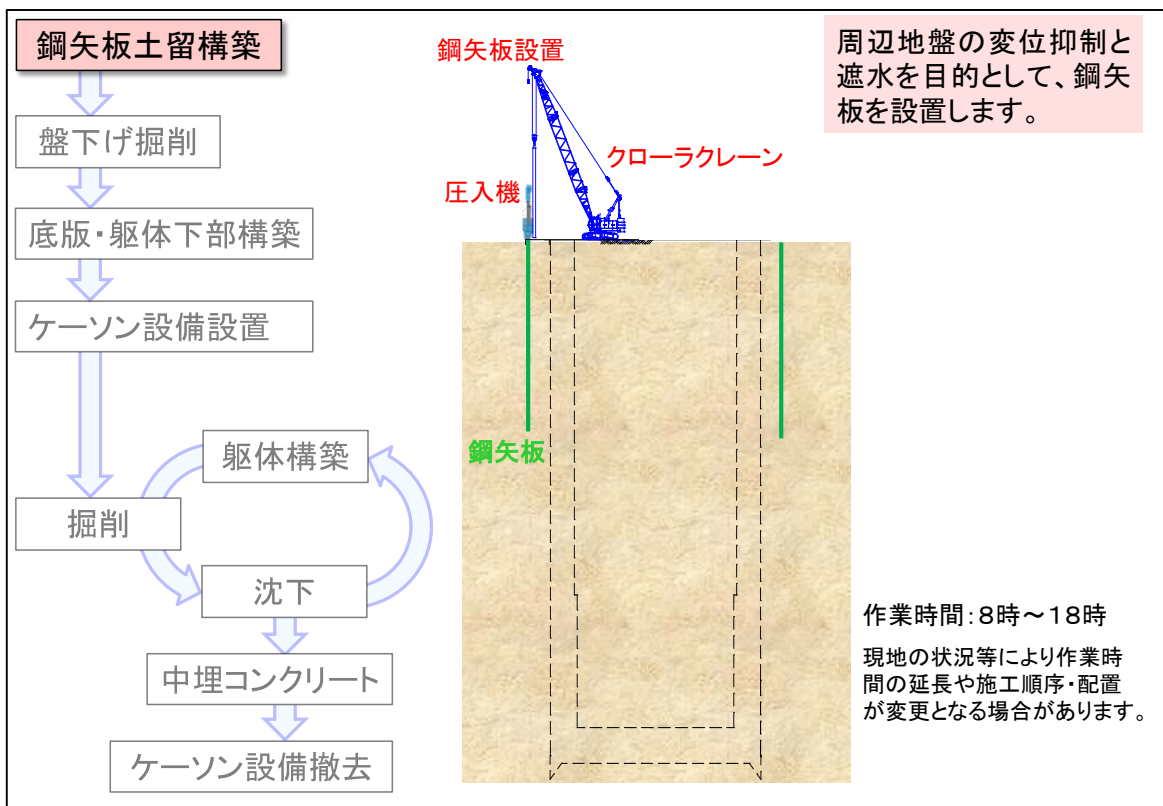 鋼矢板土留構築
盤下げ掘削
底版・躯体下部構築
ケーソン設備設置
躯体構築
掘削
沈下
中埋コンクリート
ケーソン設備撤去
鋼矢板設置
クローラクレーン
圧入機
鋼矢板
周辺地盤の変位抑制と
遮水を目的として、鋼矢
板を設置します。
作業時間:8時～18時
現地の状況等により作業時
間の延長や施工順序・配置
が変更となる場合があります。